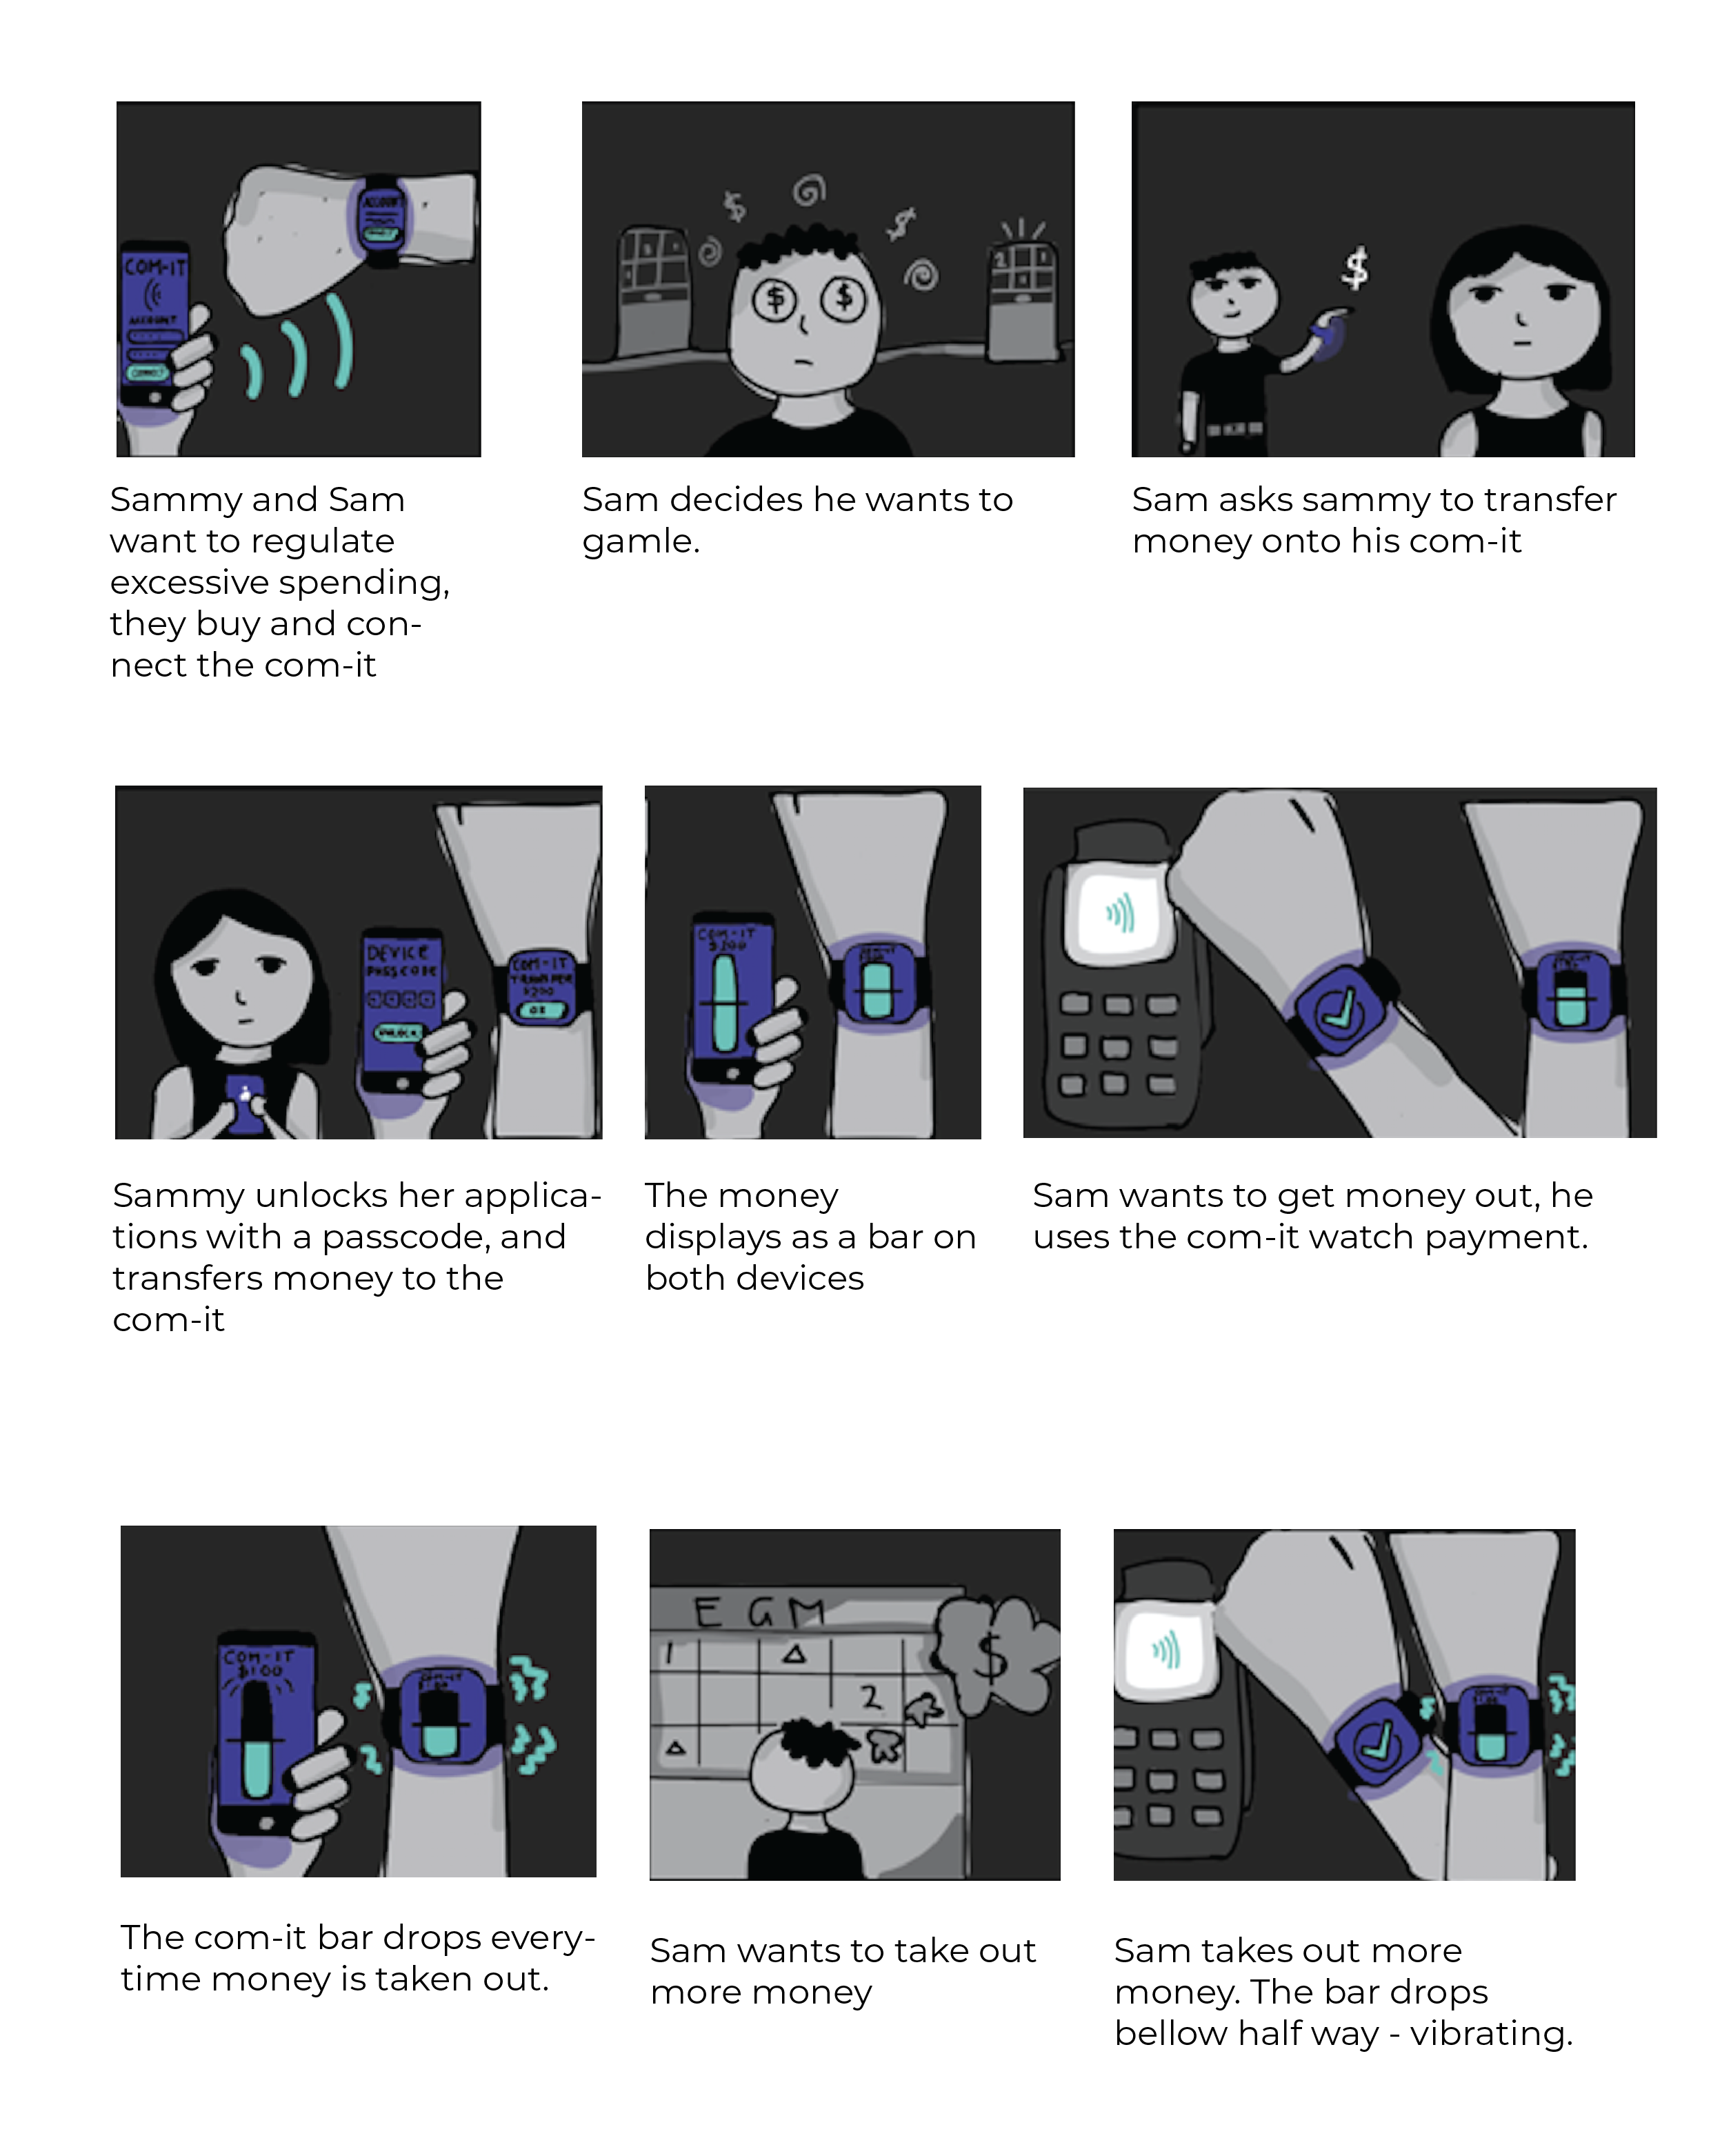 COM-IT
ACCOUNT
CONNECT
ACCOUNT
$
$
$ $
2
$
Sammy and Sam
want to regulate
excessive spending,
they buy and con-
nect the com-it
Sam decides he wants to
gamle.
Sam asks sammy to transfer
money onto his com-it
DEVICE
PASSCODE
UNLOCK
COM-IT
TRANSFER
$200
OK
COM-IT
$200
Sammy unlocks her applica-
tions with a passcode, and
transfers money to the
com-it
The money
displays as a bar on
both devices
Sam wants to get money out, he
uses the com-it watch payment.
COM-IT
$100
EGM
1
2
$
The com-it bar drops every-
time money is taken out.
Sam wants to take out
more money
Sam takes out more
money. The bar drops
bellow half way - vibrating.